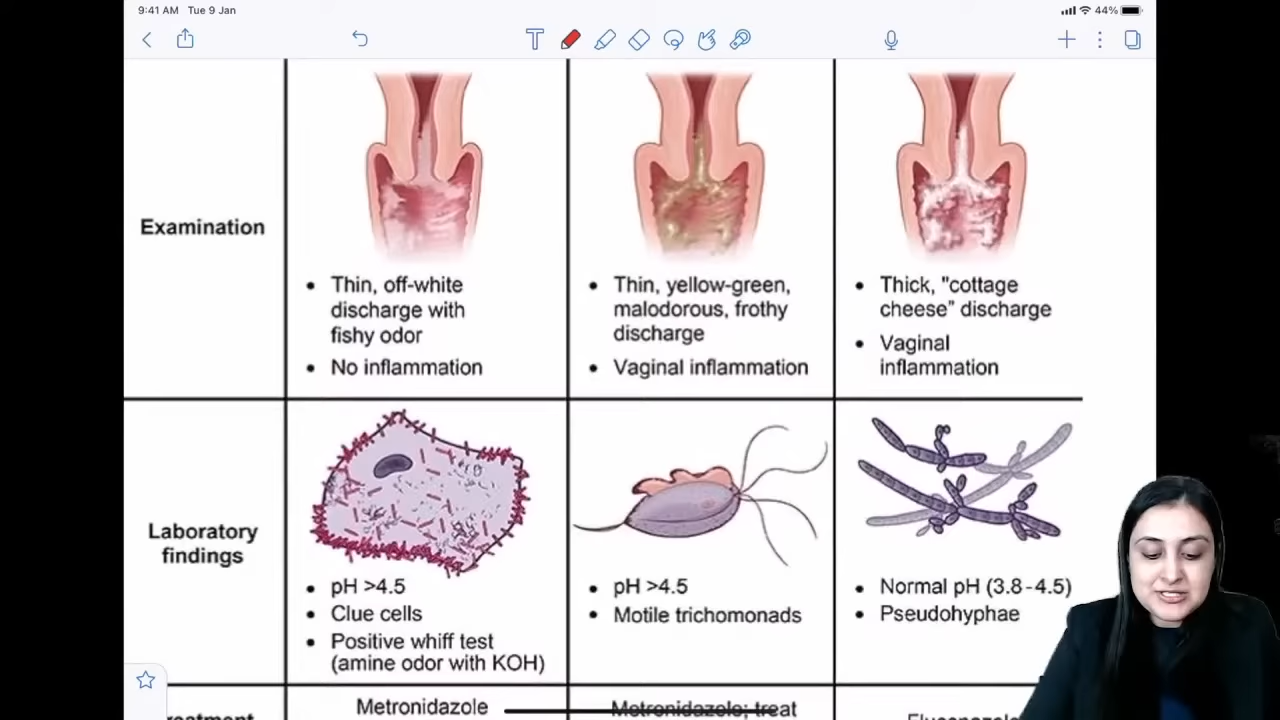 9:41 AM Tue 9 Jan
44%
T
Examination
• Thin, off-white
discharge with
fishy odor
• No inflammation
• Thin, yellow-green,
malodorous, frothy
discharge
• Vaginal inflammation
• Thick, "cottage
cheese" discharge
• Vaginal
inflammation
Laboratory
findings
• pH >4.5
• Clue cells
• Positive whiff test
(amine odor with KOH)
• pH >4.5
• Motile trichomonads
• Normal pH (3.8-4.5)
• Pseudohyphae
Metronidazole
Metronidazole; treat